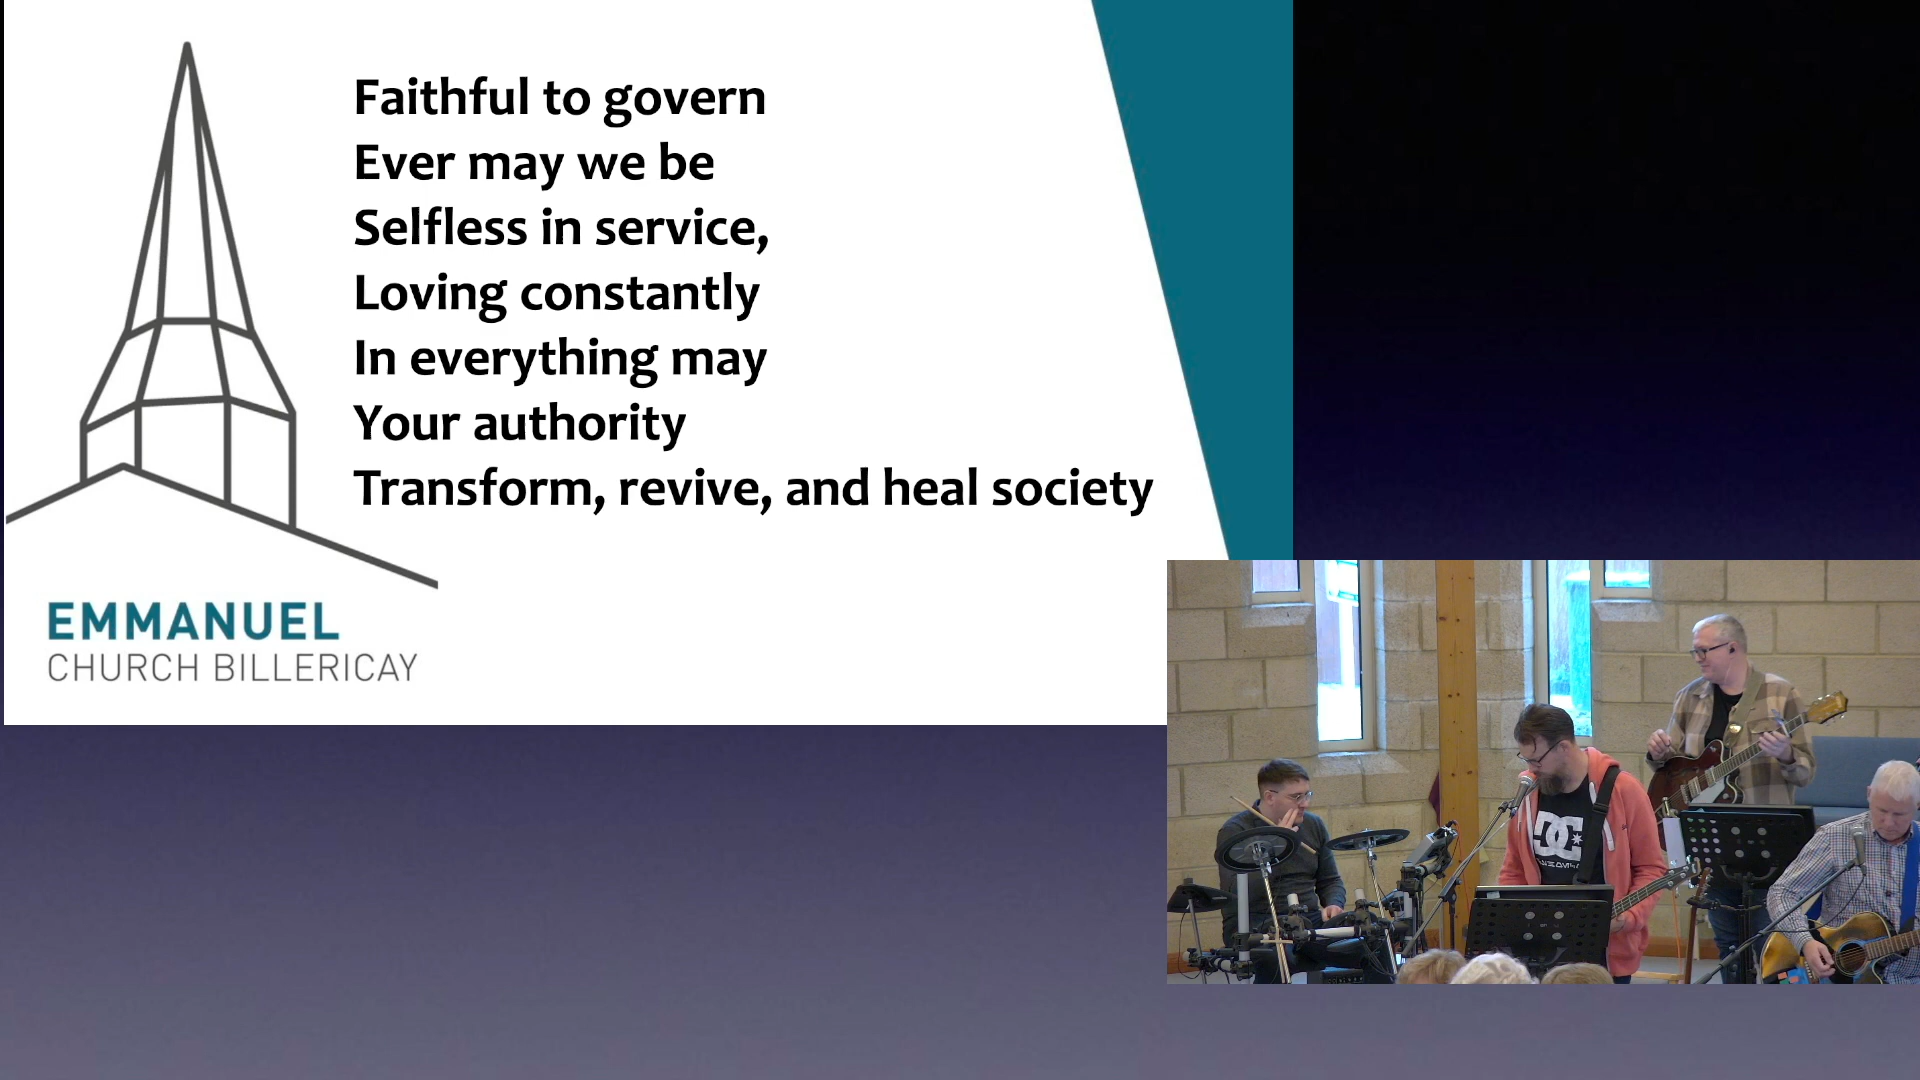 Faithful to govern
Ever may we be
Selfless in service,
Loving constantly
In everything may
Your authority
Transform, revive, and heal society
EMMANUEL
CHURCH BILLERICAY
DC